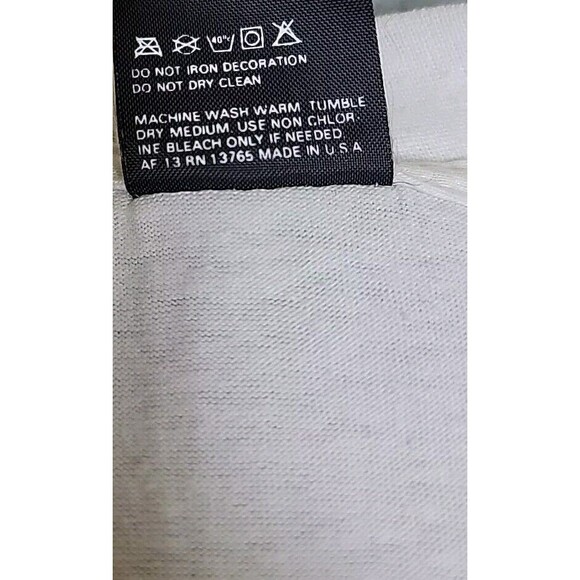 40°c
DO NOT IRON DECORATION
DO NOT DRY CLEAN
MACHINE WASH WARM TUMBLE
DRY MEDIUM USE NON CHLOR
INE BLEACH ONLY IF NEEDED
AF 13 RN 13765 MADE IN U.S.A